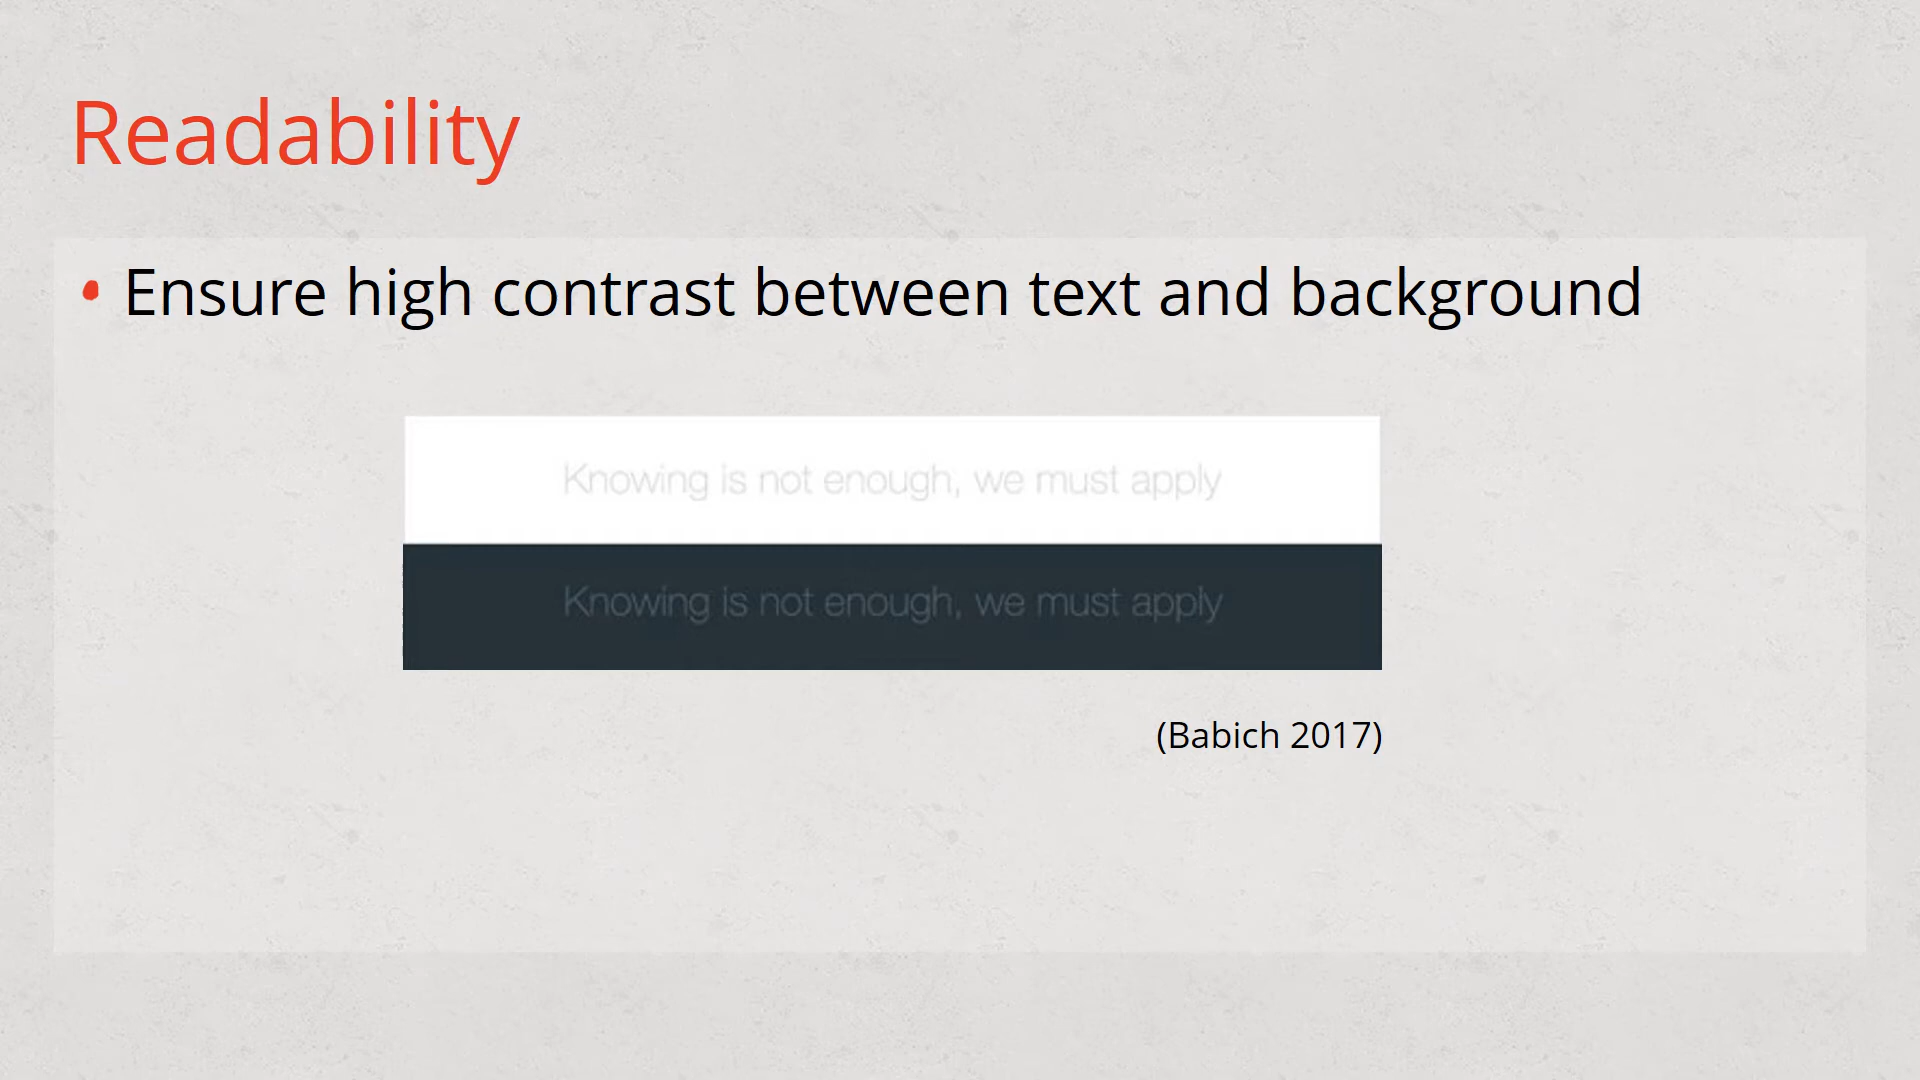 Readability
• Ensure high contrast between text and background
Knowing is not enough, we must apply
Knowing is not enough, we must apply
(Babich 2017)